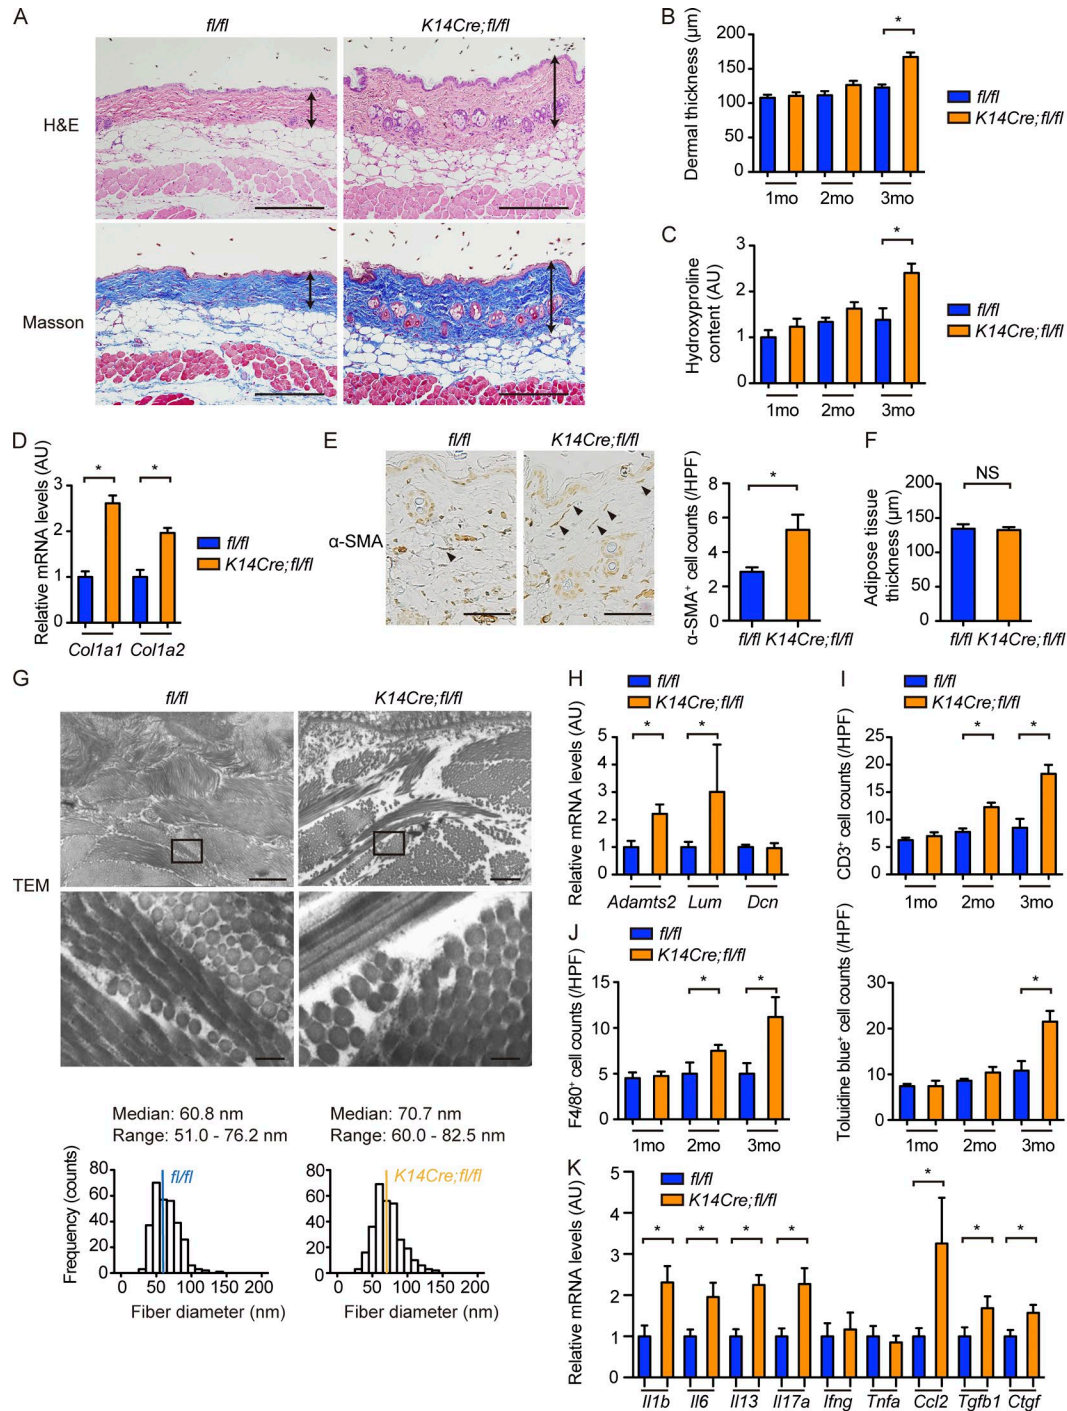 A
fl/fl
K14Cre;fl/fl
H&E
Masson
B
Dermal thickness (μm)
200
150
100
50
0
1mo
2mo
3mo
*
fl/fl
K14Cre;fl/fl
C
Hydroxyproline
content (AU)
3
2
1
0
1mo
2mo
3mo
*
fl/fl
K14Cre;fl/fl
D
Relative mRNA levels (AU)
3
2
1
0
*
*
Col1a1
Col1a2
fl/fl
K14Cre;fl/fl
E
fl/fl
K14Cre;fl/fl
α-SMA
α-SMA⁺ cell counts (/HPF)
8
6
4
2
0
*
fl/fl K14Cre;fl/fl
F
Adipose tissue
thickness (μm)
200
150
100
50
0
NS
fl/fl K14Cre;fl/fl
G
fl/fl
K14Cre;fl/fl
TEM
Median: 60.8 nm
Range: 51.0 - 76.2 nm
Median: 70.7 nm
Range: 60.0 - 82.5 nm
Frequency (counts)
80
60
40
20
0
fl/fl
0 50 100 150 200
Fiber diameter (nm)
80
60
40
20
0
K14Cre;fl/fl
0 50 100 150 200
Fiber diameter (nm)
H
fl/fl
K14Cre;fl/fl
Relative mRNA levels (AU)
5
4
3
2
1
0
*
*
Adamts2
Lum
Dcn
I
fl/fl
K14Cre;fl/fl
CD3⁺ cell counts (/HPF)
25
20
15
10
5
0
*
*
1mo
2mo
3mo
J
fl/fl
K14Cre;fl/fl
F4/80⁺ cell counts (/HPF)
15
10
5
0
*
*
1mo
2mo
3mo
Toluidine blue⁺ cell counts (/HPF)
30
20
10
0
*
1mo
2mo
3mo
K
fl/fl
K14Cre;fl/fl
Relative mRNA levels (AU)
5
4
3
2
1
0
*
*
*
*
*
*
*
Il1b
Il6
Il13
Il17a
Ifng
Tnfa
Ccl2
Tgfb1
Ctgf